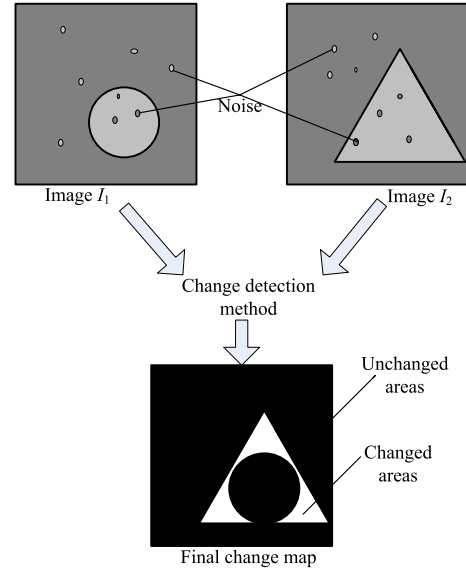 Noise
Image I₁
Image I₂
Change detection
method
Unchanged
areas
Changed
areas
Final change map